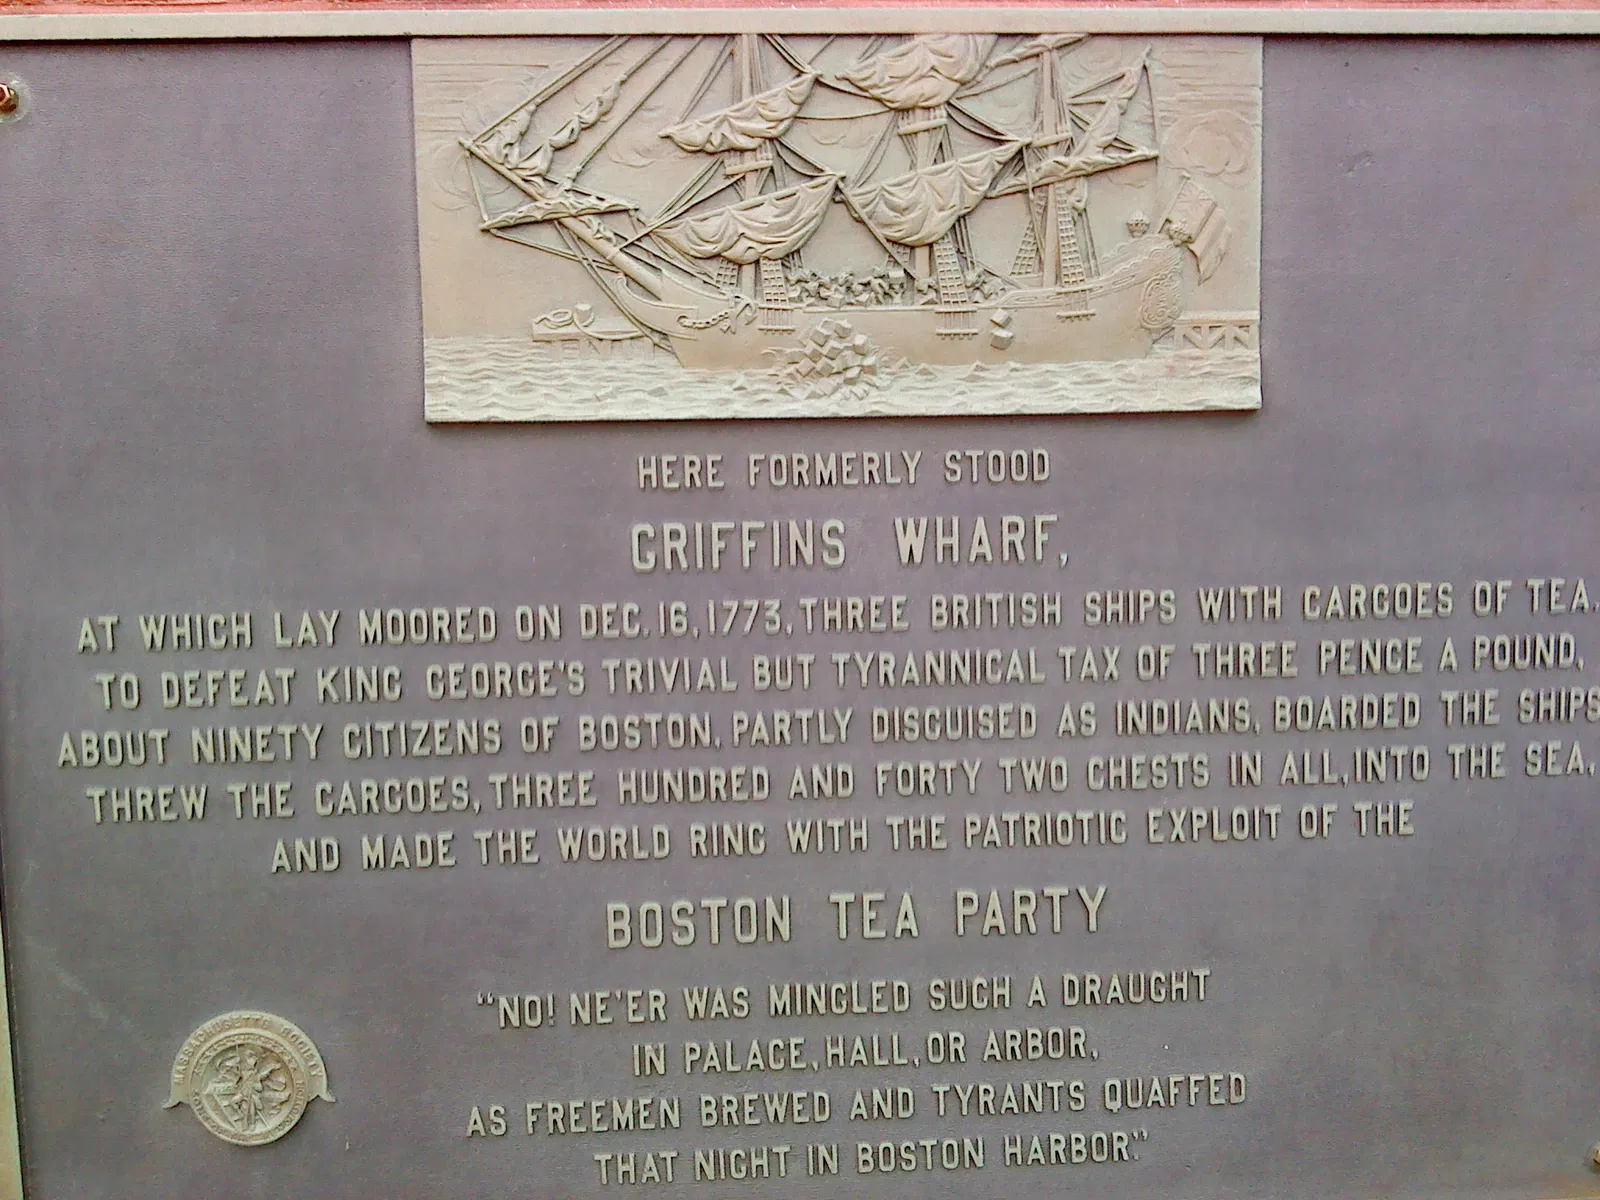 HERE FORMERLY STOOD
GRIFFINS WHARF,
AT WHICH LAY MOORED ON DEC. 16, 1773, THREE BRITISH SHIPS WITH CARGOES OF TEA.
TO DEFEAT KING GEORGE'S TRIVIAL BUT TYRANNICAL TAX OF THREE PENCE A POUND,
ABOUT NINETY CITIZENS OF BOSTON, PARTLY DISGUISED AS INDIANS, BOARDED THE SHIPS
THREW THE CARGOES, THREE HUNDRED AND FORTY TWO CHESTS IN ALL, INTO THE SEA,
AND MADE THE WORLD RING WITH THE PATRIOTIC EXPLOIT OF THE
BOSTON TEA PARTY
"NO! NE'ER WAS MINGLED SUCH A DRAUGHT
IN PALACE, HALL, OR ARBOR,
AS FREEMEN BREWED AND TYRANTS QUAFFED
THAT NIGHT IN BOSTON HARBOR."
MASSACHUSETTS SOCIETY